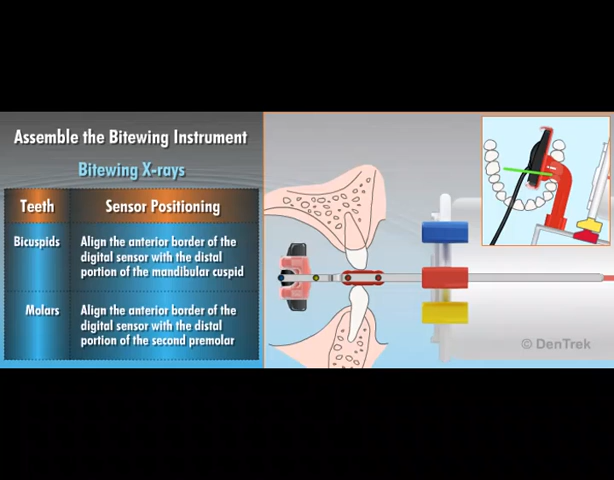 Assemble the Bitewing Instrument
Bitewing X-rays
Teeth Sensor Positioning
Bicuspids Align the anterior border of the
digital sensor with the distal
portion of the mandibular cuspid
Molars Align the anterior border of the
digital sensor with the distal
portion of the second premolar
© DenTrek